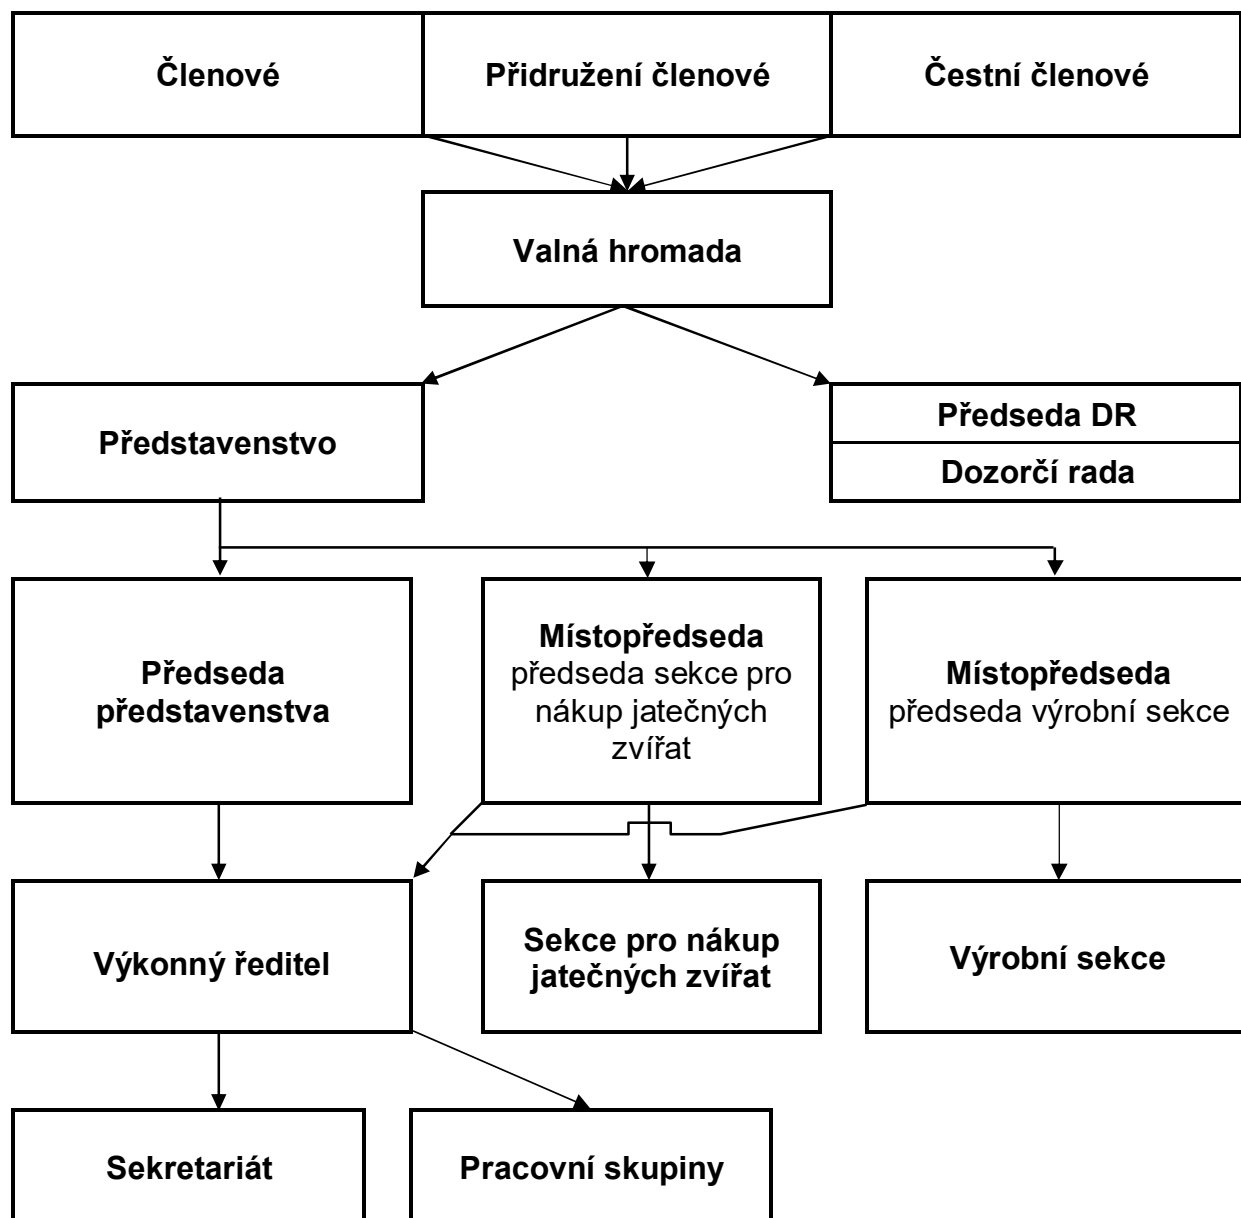 Členové
Přidružení členové
Čestní členové
Valná hromada
Představenstvo
Předseda DR
Dozorčí rada
Předseda
představenstva
Místopředseda
předseda sekce pro
nákup jatečných
zvířat
Místopředseda
předseda výrobní sekce
Výkonný ředitel
Sekce pro nákup
jatečných zvířat
Výrobní sekce
Sekretariát
Pracovní skupiny